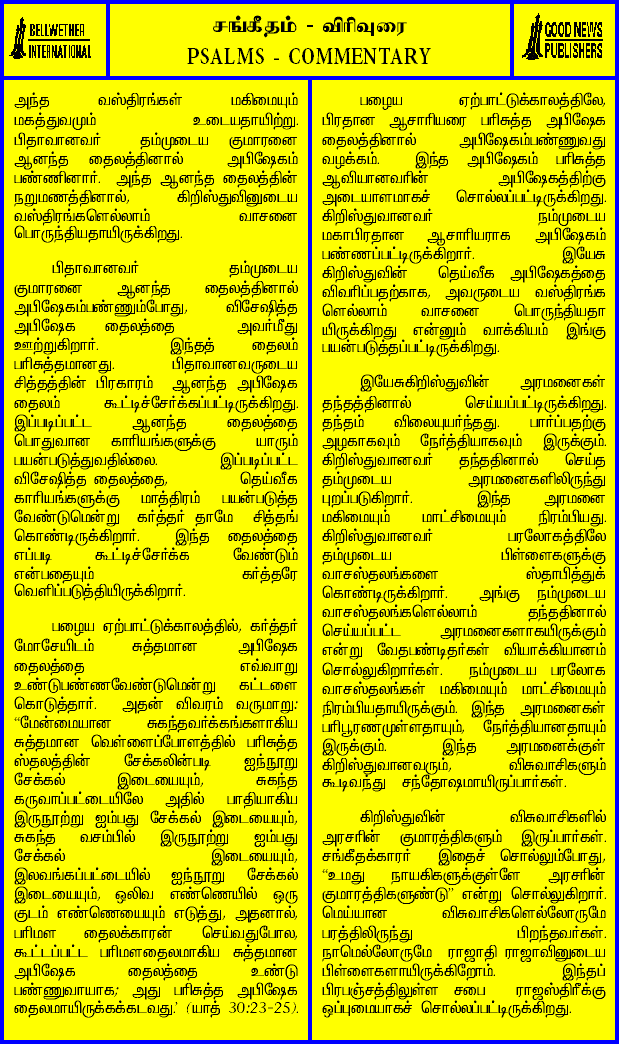 BELLWETHER
INTERNATIONAL
சங்கீதம் - விரிவுரை
PSALMS - COMMENTARY
GOOD NEWS
PUBLISHERS
அந்த வஸ்திரங்கள் மகிமையும்
மகத்துவமும் உடையதாயிற்று.
பிதாவானவர் தம்முடைய குமாரனை
ஆனந்த தைலத்தினால் அபிஷேகம்
பண்ணினார். அந்த ஆனந்த தைலத்தின்
நறுமணத்தினால், கிறிஸ்துவினுடைய
வஸ்திரங்களெல்லாம் வாசனை
பொருந்தியதாயிருக்கிறது.
பிதாவானவர் தம்முடைய
குமாரனை ஆனந்த தைலத்தினால்
அபிஷேகம்பண்ணும்போது, விசேஷித்த
அபிஷேக தைலத்தை அவர்மீது
ஊற்றுகிறார். இந்தத் தைலம்
பரிசுத்தமானது. பிதாவானவருடைய
சித்தத்தின் பிரகாரம் ஆனந்த அபிஷேக
தைலம் கூட்டிச்சேர்க்கப்பட்டிருக்கிறது.
இப்படிப்பட்ட ஆனந்த தைலத்தை
பொதுவான காரியங்களுக்கு யாரும்
பயன்படுத்துவதில்லை. இப்படிப்பட்ட
விசேஷித்த தைலத்தை, தெய்வீக
காரியங்களுக்கு மாத்திரம் பயன்படுத்த
வேண்டுமென்று கர்த்தர் தாமே சித்தங்
கொண்டிருக்கிறார். இந்த தைலத்தை
எப்படி கூட்டிச்சேர்க்க வேண்டும்
என்பதையும் கர்த்தரே
வெளிப்படுத்தியிருக்கிறார்.
பழைய ஏற்பாட்டுக்காலத்தில், கர்த்தர்
மோசேயிடம் சுத்தமான அபிஷேக
தைலத்தை எவ்வாறு
உண்டுபண்ணவேண்டுமென்று கட்டளை
கொடுத்தார். அதன் விவரம் வருமாறு:
“மேன்மையான சுகந்தவர்க்கங்களாகிய
சுத்தமான வெள்ளைப்போளத்தில் பரிசுத்த
ஸ்தலத்தின் சேக்கலின்படி ஐந்நூறு
சேக்கல் இடையையும், சுகந்த
கருவாப்பட்டையிலே அதில் பாதியாகிய
இருநூற்று ஐம்பது சேக்கல் இடையையும்,
சுகந்த வசம்பில் இருநூற்று ஐம்பது
சேக்கல் இடையையும்,
இலவங்கப்பட்டையில் ஐந்நூறு சேக்கல்
இடையையும், ஒலிவ எண்ணெயில் ஒரு
குடம் எண்ணெயையும் எடுத்து, அதனால்,
பரிமள தைலக்காரன் செய்வதுபோல,
கூட்டப்பட்ட பரிமளதைலமாகிய சுத்தமான
அபிஷேக தைலத்தை உண்டு
பண்ணுவாயாக; அது பரிசுத்த அபிஷேக
தைலமாயிருக்கக்கடவது.’ (யாத் 30:23-25).
பழைய ஏற்பாட்டுக்காலத்திலே,
பிரதான ஆசாரியரை பரிசுத்த அபிஷேக
தைலத்தினால் அபிஷேகம்பண்ணுவது
வழக்கம். இந்த அபிஷேகம் பரிசுத்த
ஆவியானவரின் அபிஷேகத்திற்கு
அடையாளமாகச் சொல்லப்பட்டிருக்கிறது.
கிறிஸ்துவானவர் நம்முடைய
மகாபிரதான ஆசாரியராக அபிஷேகம்
பண்ணப்பட்டிருக்கிறார். இயேசு
கிறிஸ்துவின் தெய்வீக அபிஷேகத்தை
விவரிப்பதற்காக, அவருடைய வஸ்திரங்க
ளெல்லாம் வாசனை பொருந்தியதா
யிருக்கிறது என்னும் வாக்கியம் இங்கு
பயன்படுத்தப்பட்டிருக்கிறது.
இயேசுகிறிஸ்துவின் அரமனைகள்
தந்தத்தினால் செய்யப்பட்டிருக்கிறது.
தந்தம் விலையுயர்ந்தது. பார்ப்பதற்கு
அழகாகவும் நேர்த்தியாகவும் இருக்கும்.
கிறிஸ்துவானவர் தந்ததினால் செய்த
தம்முடைய அரமனைகளிலிருந்து
புறப்படுகிறார். இந்த அரமனை
மகிமையும் மாட்சிமையும் நிரம்பியது.
கிறிஸ்துவானவர் பரலோகத்திலே
தம்முடைய பிள்ளைகளுக்கு
வாசஸ்தலங்களை ஸ்தாபித்துக்
கொண்டிருக்கிறார். அங்கு நம்முடைய
வாசஸ்தலங்களெல்லாம் தந்ததினால்
செய்யப்பட்ட அரமனைகளாகயிருக்கும்
என்று வேதபண்டிதர்கள் வியாக்கியானம்
சொல்லுகிறார்கள். நம்முடைய பரலோக
வாசஸ்தலங்கள் மகிமையும் மாட்சிமையும்
நிரம்பியதாயிருக்கும். இந்த அரமனைகள்
பரிபூரணமுள்ளதாயும், நேர்த்தியானதாயும்
இருக்கும். இந்த அரமனைக்குள்
கிறிஸ்துவானவரும், விசுவாசிகளும்
கூடிவந்து சந்தோஷமாயிருப்பார்கள்.
கிறிஸ்துவின் விசுவாசிகளில்
அரசரின் குமாரத்திகளும் இருப்பார்கள்.
சங்கீதக்காரர் இதைச் சொல்லும்போது,
“உமது நாயகிகளுக்குள்ளே அரசரின்
குமாரத்திகளுண்டு” என்று சொல்லுகிறார்.
மெய்யான விசுவாசிகளெல்லோருமே
பரத்திலிருந்து பிறந்தவர்கள்.
நாமெல்லோருமே ராஜாதி ராஜாவினுடைய
பிள்ளைகளாயிருக்கிறோம். இந்தப்
பிரபஞ்சத்திலுள்ள சபை ராஜஸ்திரீக்கு
ஒப்புமையாகச் சொல்லப்பட்டிருக்கிறது.